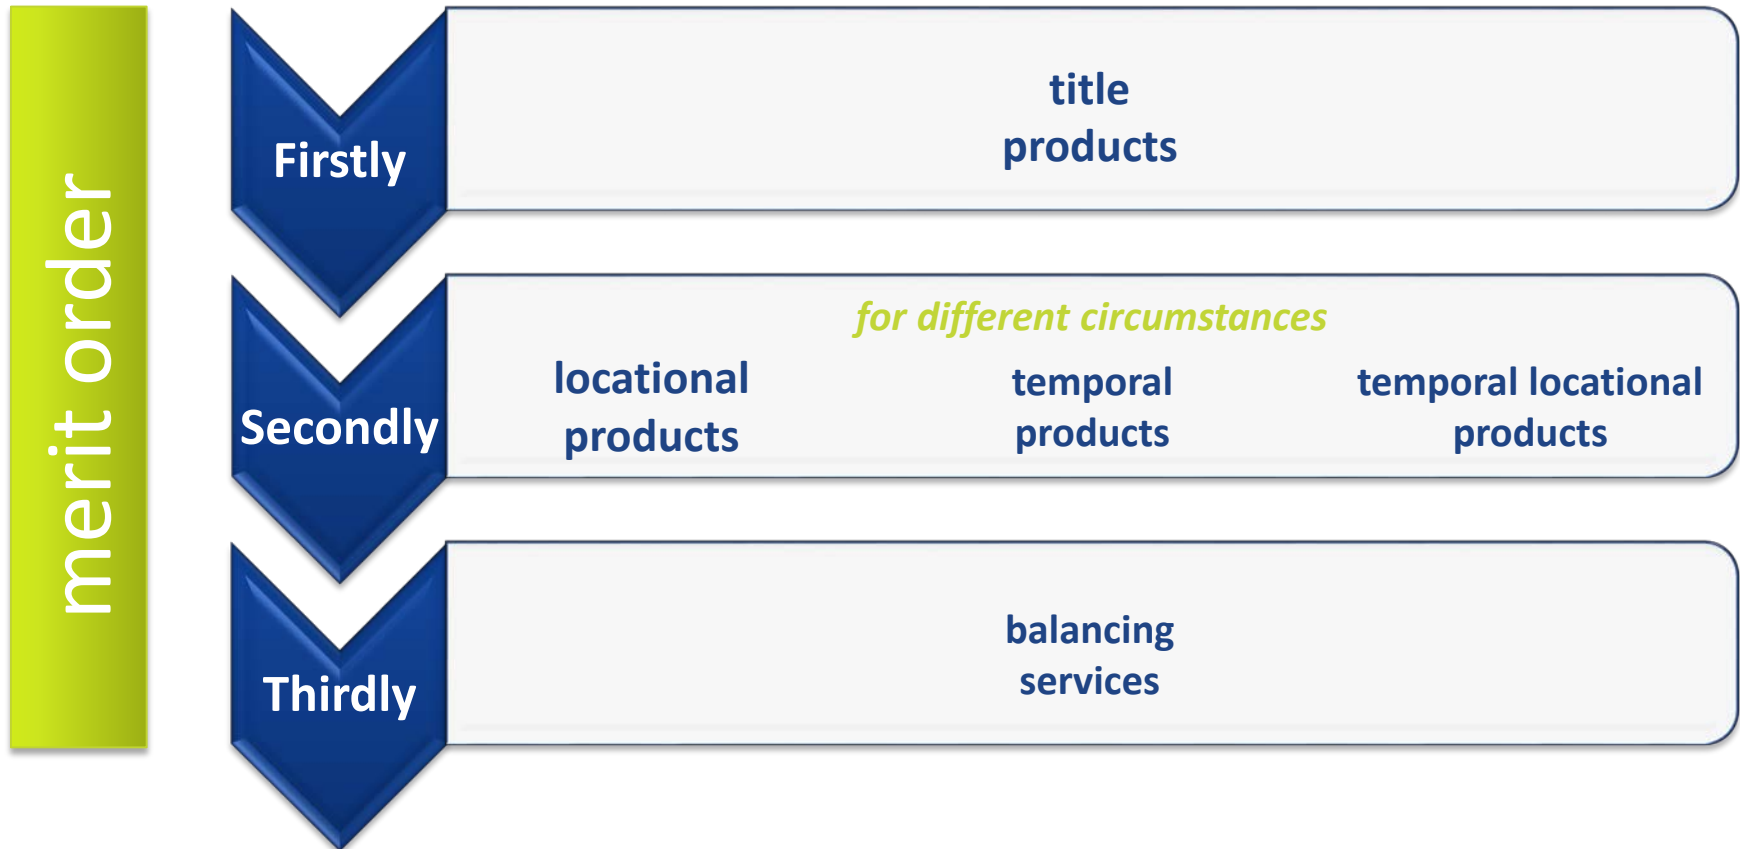 merit order
Firstly
title
products
Secondly
for different circumstances
locational
products
temporal
products
temporal locational
products
Thirdly
balancing
services